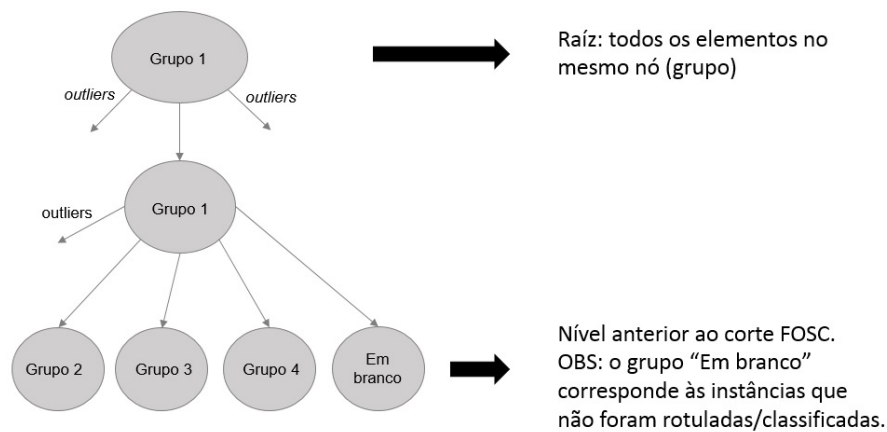 Grupo 1
Raíz: todos os elementos no
mesmo nó (grupo)
outliers
outliers
Grupo 1
outliers
Grupo 2
Grupo 3
Grupo 4
Em
branco
Nível anterior ao corte FOSC.
OBS: o grupo “Em branco”
corresponde às instâncias que
não foram rotuladas/classificadas.